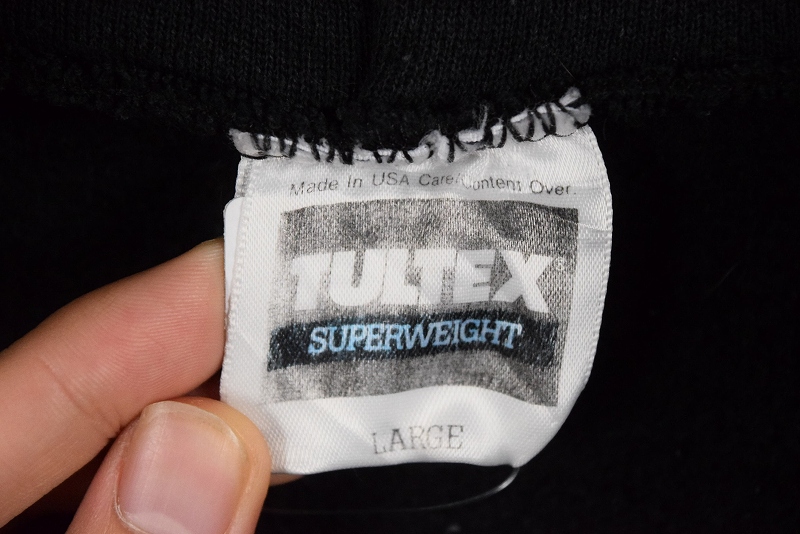 Made In USA Care/Content Over.
TULTEX®
SUPERWEIGHT
LARGE